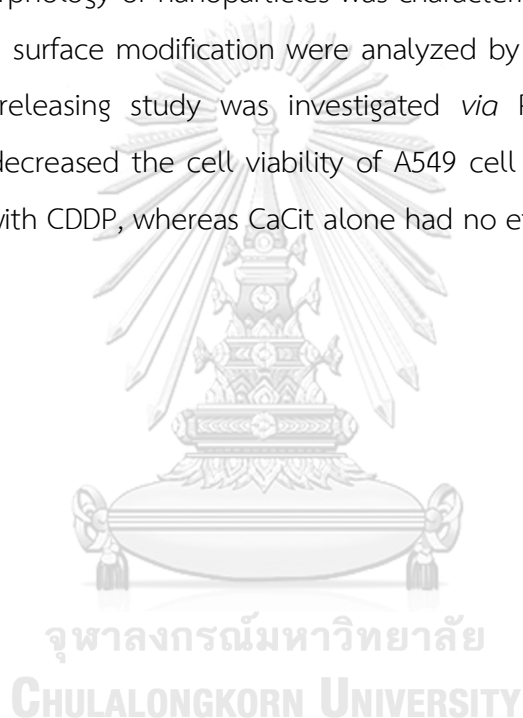 rphology of nanoparticles was characte
surface modification were analyzed by
releasing study was investigated via
decreased the cell viability of A549 cell
with CDDP, whereas CaCit alone had no e
จุฬาลงกรณ์มหาวิทยาลัย
CHULALONGKORN UNIVERSITY